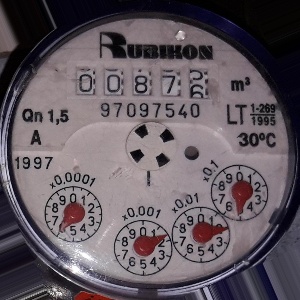 RUBIKON
00872 m³
97097540
Qn 1,5
LT 1-269
1995
A
30ºC
1997
x0,0001
x0,001
x0,01
x0,1